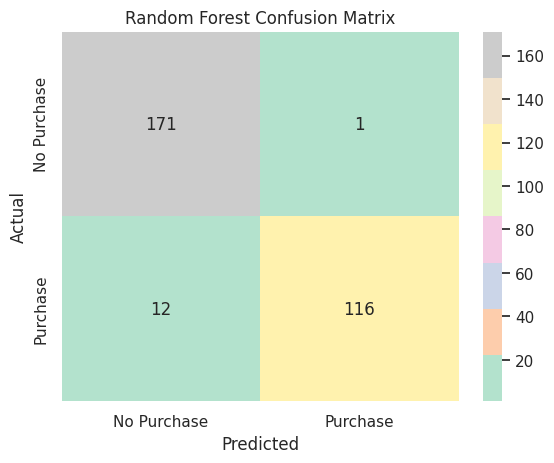 Random Forest Confusion Matrix
Actual
No Purchase
Purchase
171
1
12
116
No Purchase
Purchase
Predicted
160
140
120
100
80
60
40
20